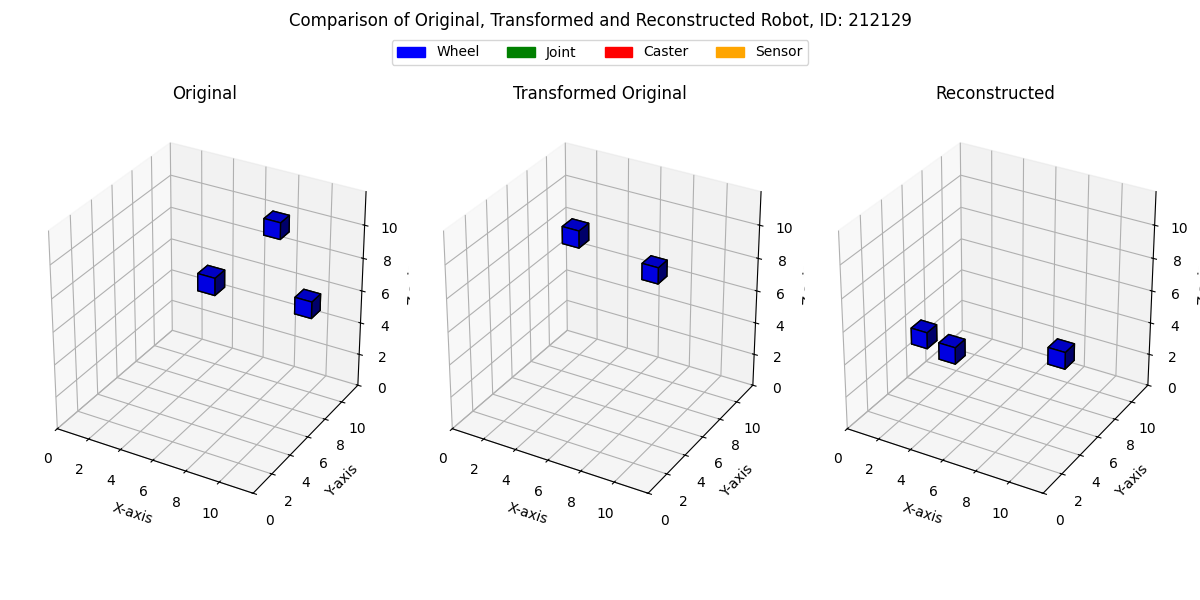 Comparison of Original, Transformed and Reconstructed Robot, ID: 212129
Wheel Joint Caster Sensor
Original Transformed Original Reconstructed
10 10 10
8 8 8
6 6 6
4 4 4
2 2 2
0 0 0
0 2 4 6 8 10 0 2 4 6 8 10 0 2 4 6 8 10
0 2 4 6 8 10 0 2 4 6 8 10 0 2 4 6 8 10
X-axis Y-axis X-axis Y-axis X-axis Y-axis